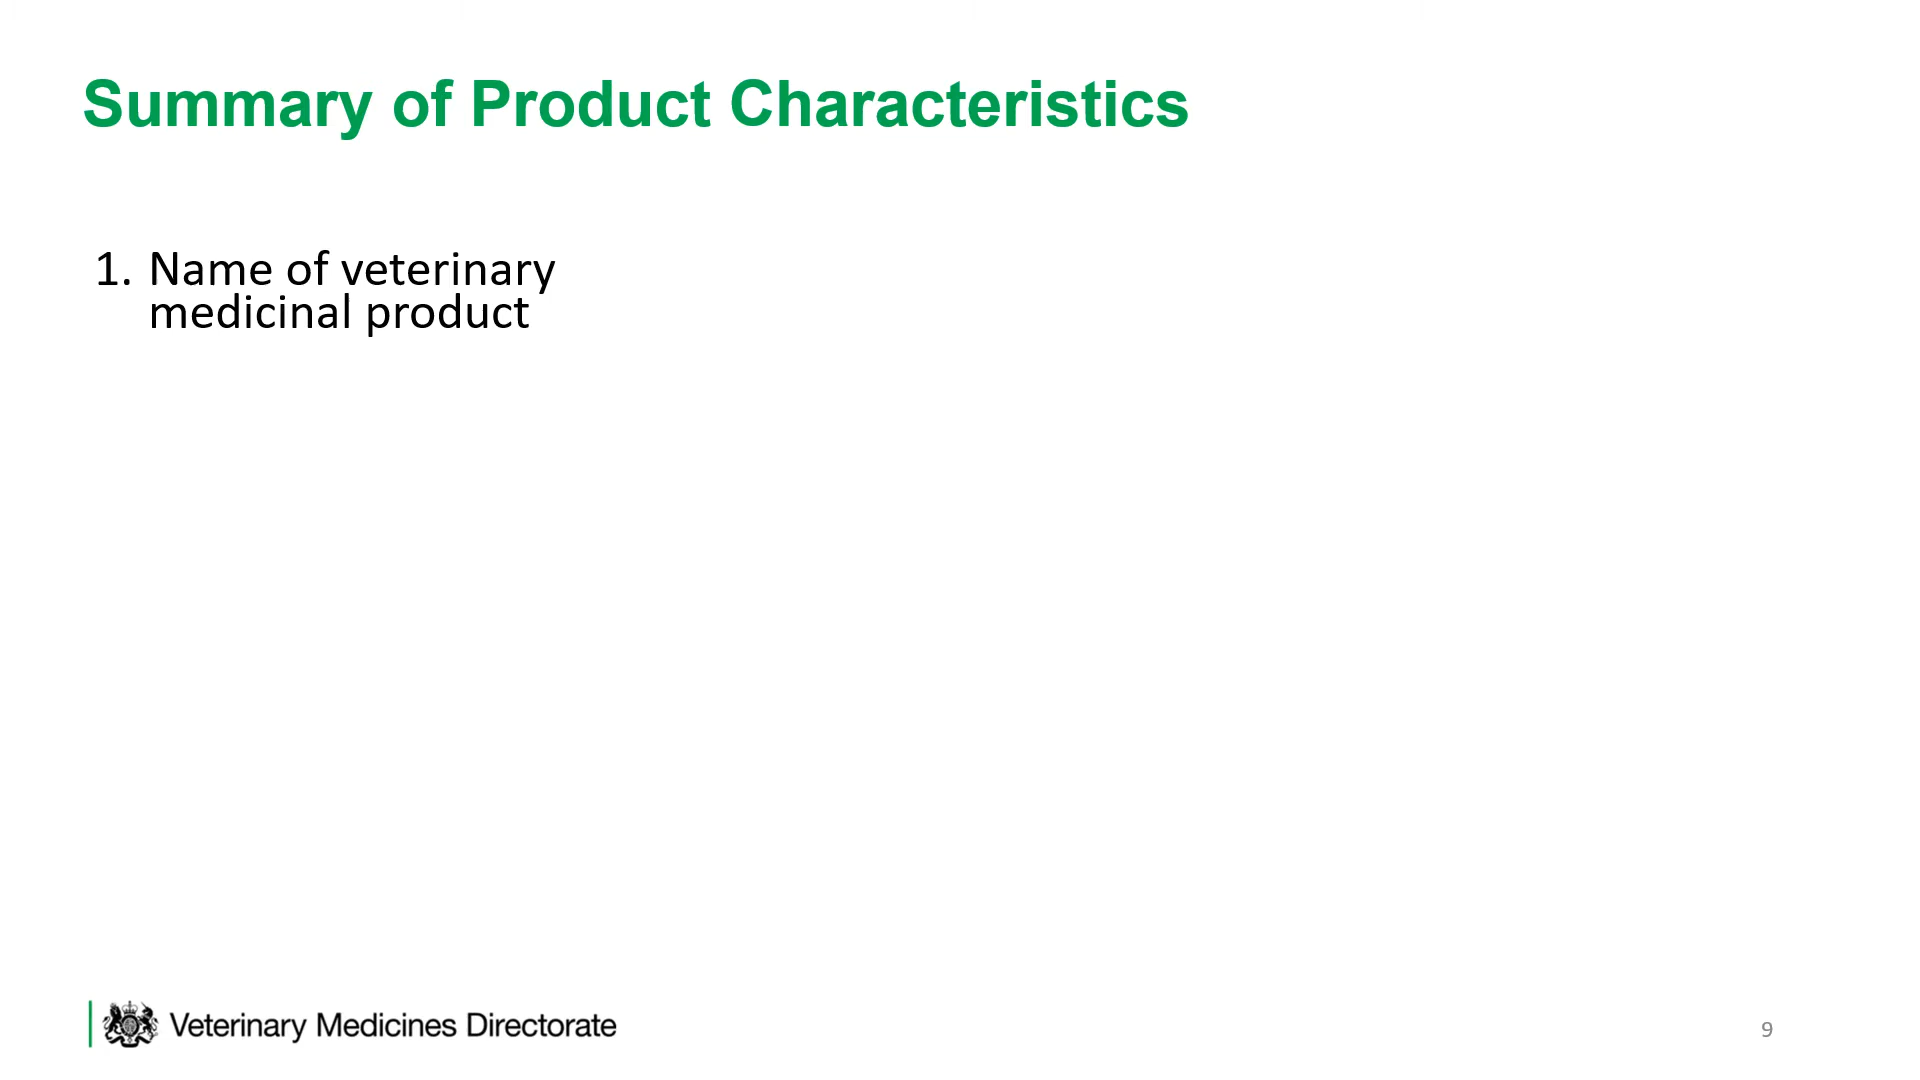 Summary of Product Characteristics
1. Name of veterinary
medicinal product
Veterinary Medicines Directorate
9